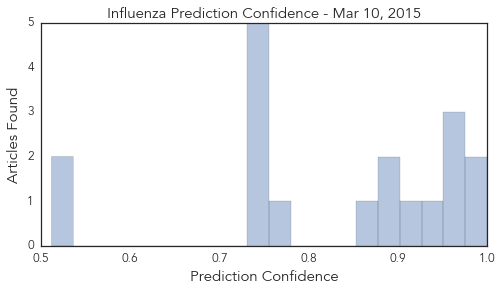 Influenza Prediction Confidence - Mar 10, 2015
5
4
3
2
1
0
Articles Found
0.5 0.6 0.7 0.8 0.9 1.0
Prediction Confidence